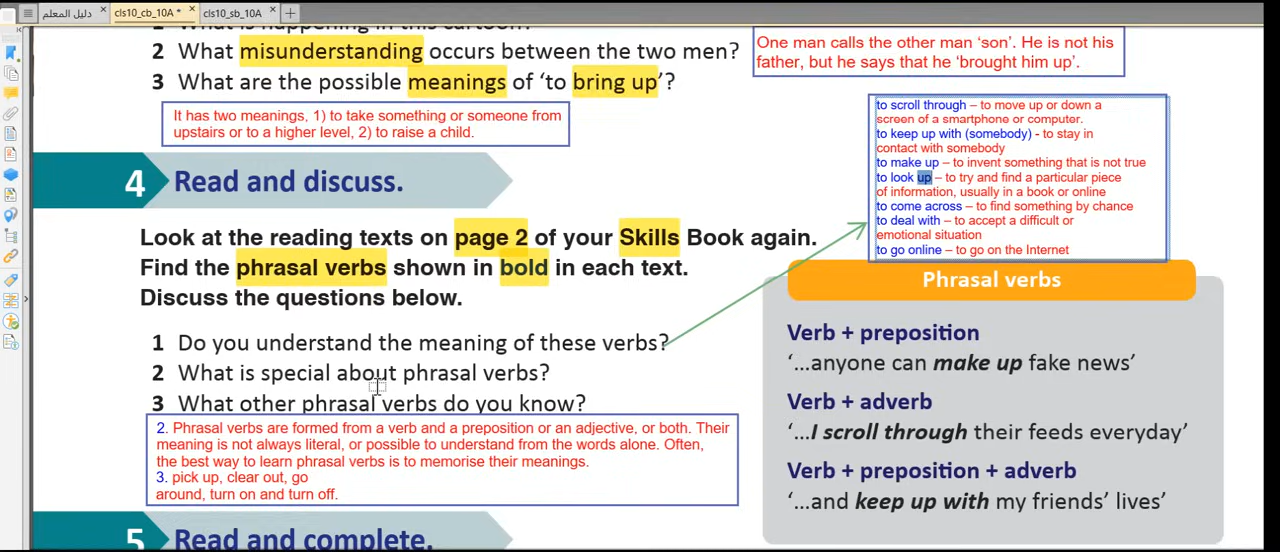 دليل المعلم
cls10_cb_10A *
cls10_sb_10A
1 What is happening in this cartoon?
2 What misunderstanding occurs between the two men?
3 What are the possible meanings of ‘to bring up’?
One man calls the other man ‘son’. He is not his
father, but he says that he ‘brought him up’.
It has two meanings, 1) to take something or someone from
upstairs or to a higher level, 2) to raise a child.
4 Read and discuss.
Look at the reading texts on page 2 of your Skills Book again.
Find the phrasal verbs shown in bold in each text.
Discuss the questions below.
1 Do you understand the meaning of these verbs?
2 What is special about phrasal verbs?
3 What other phrasal verbs do you know?
2. Phrasal verbs are formed from a verb and a preposition or an adjective, or both. Their
meaning is not always literal, or possible to understand from the words alone. Often,
the best way to learn phrasal verbs is to memorise their meanings.
3. pick up, clear out, go
around, turn on and turn off.
to scroll through – to move up or down a
screen of a smartphone or computer.
to keep up with (somebody) - to stay in
contact with somebody
to make up – to invent something that is not true
to look up – to try and find a particular piece
of information, usually in a book or online
to come across – to find something by chance
to deal with – to accept a difficult or
emotional situation
to go online – to go on the Internet
Phrasal verbs
Verb + preposition
‘...anyone can make up fake news’
Verb + adverb
‘...I scroll through their feeds everyday’
Verb + preposition + adverb
‘...and keep up with my friends’ lives’
5 Read and complete.